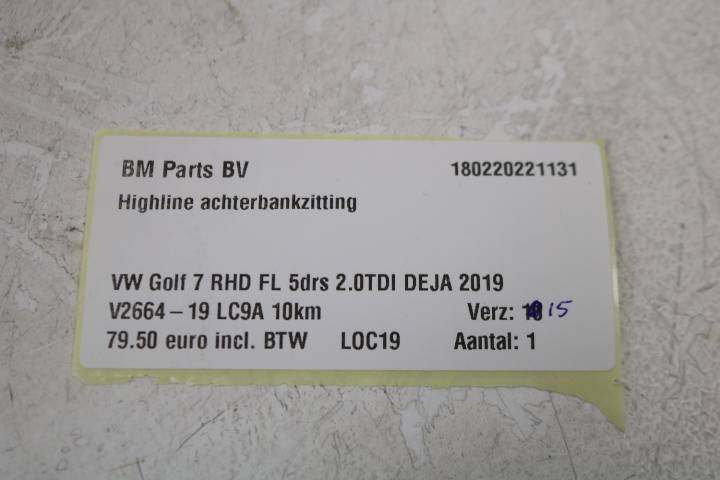 BM Parts BV 180220221131
Highline achterbankzitting
VW Golf 7 RHD FL 5drs 2.0TDI DEJA 2019
V2664-19 LC9A 10km Verz: 15
79.50 euro incl. BTW LOC19 Aantal: 1